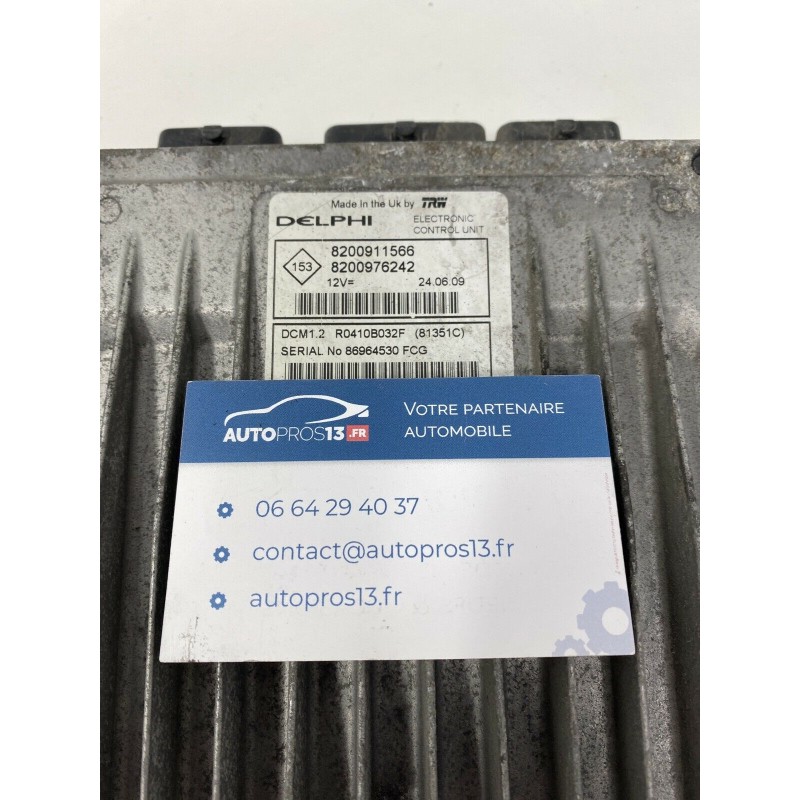 Made in the Uk by TRW
DELPHI ELECTRONIC
CONTROL UNIT
153
8200911566
8200976242
12V= 24.06.09
DCM1.2 R0410B032F (81351C)
SERIAL No 86964530 FCG
AUTOPROS13.FR
VOTRE PARTENAIRE
AUTOMOBILE
06 64 29 40 37
contact@autopros13.fr
autopros13.fr